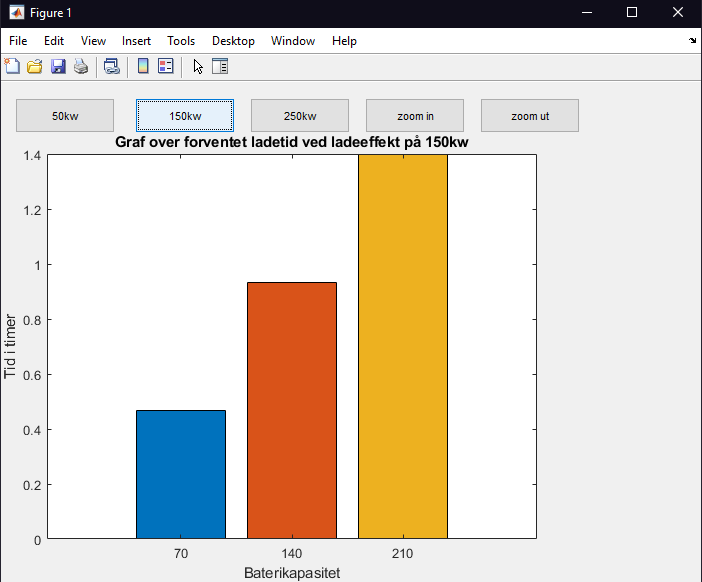 Figure 1
File Edit View Insert Tools Desktop Window Help
50kw 150kw 250kw zoom in zoom ut
Graf over forventet ladetid ved ladeeffekt på 150kw
1.4
1.2
1
0.8
0.6
0.4
0.2
0
Tid i timer
70 140 210
Baterikapasitet